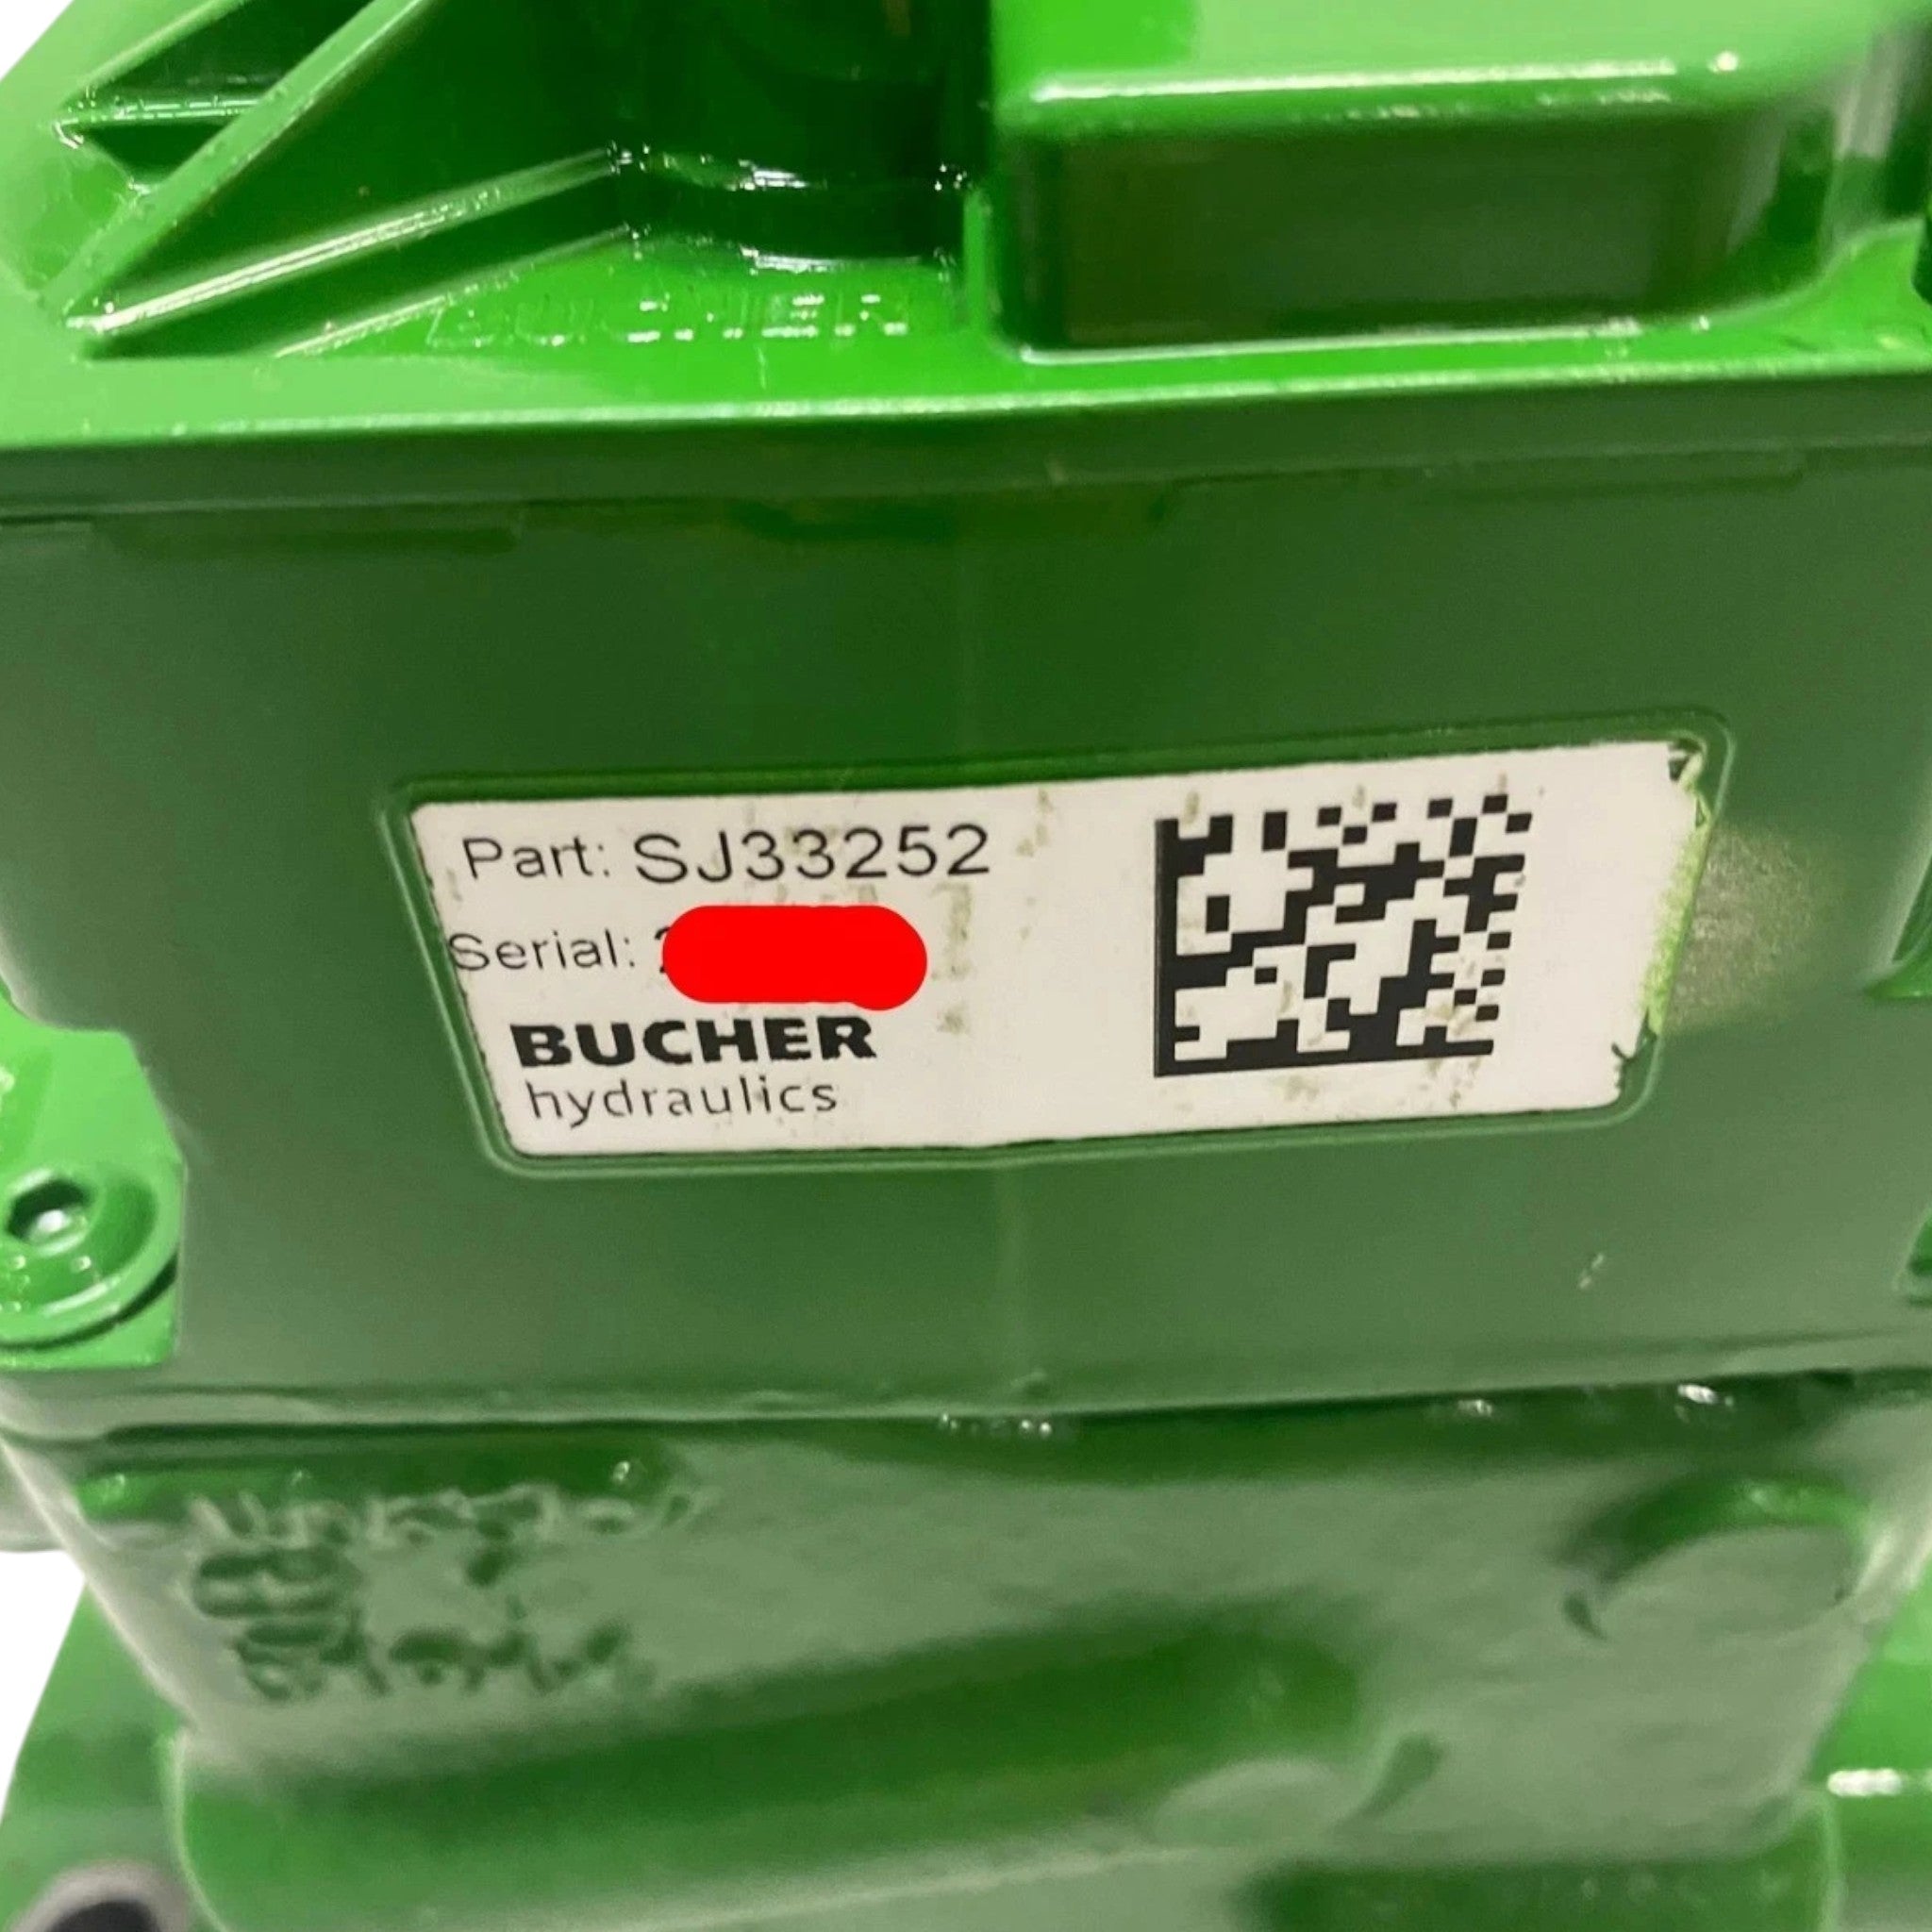 BUCHER
Part: SJ33252
Serial:
BUCHER
hydraulics